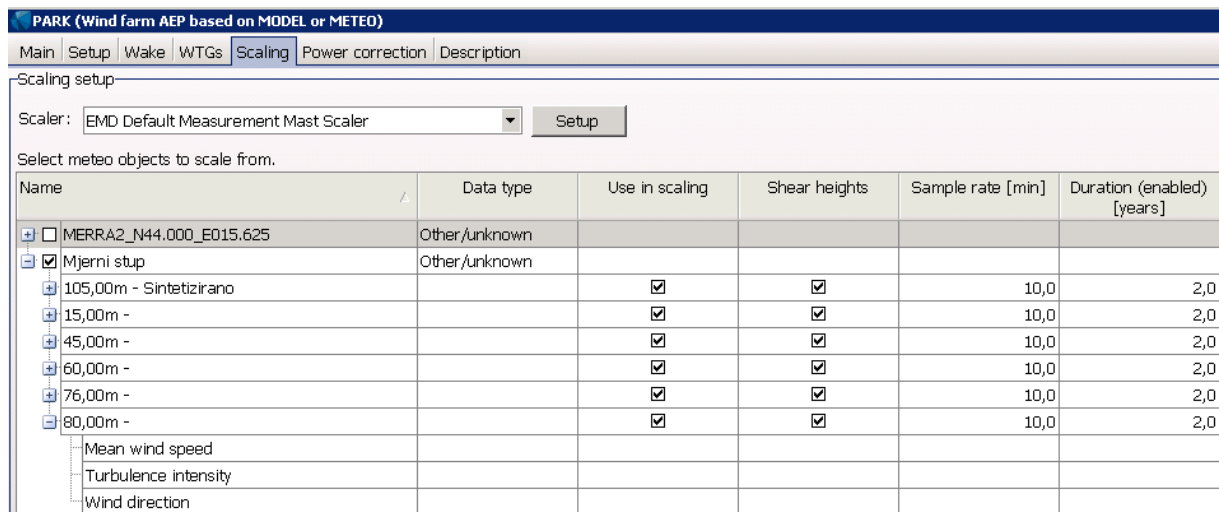 PARK (Wind farm AEP based on MODEL or METEO)
Main Setup Wake WTGs Scaling Power correction Description
Scaling setup
Scaler: EMD Default Measurement Mast Scaler Setup
Select meteo objects to scale from.
Name Data type Use in scaling Shear heights Sample rate [min] Duration (enabled)
[years]
MERRA2_N44.000_E015.625 Other/unknown
Mjerni stup Other/unknown
105,00m - Sintetizirano 10,0 2,0
15,00m - 10,0 2,0
45,00m - 10,0 2,0
60,00m - 10,0 2,0
76,00m - 10,0 2,0
80,00m - 10,0 2,0
Mean wind speed
Turbulence intensity
Wind direction